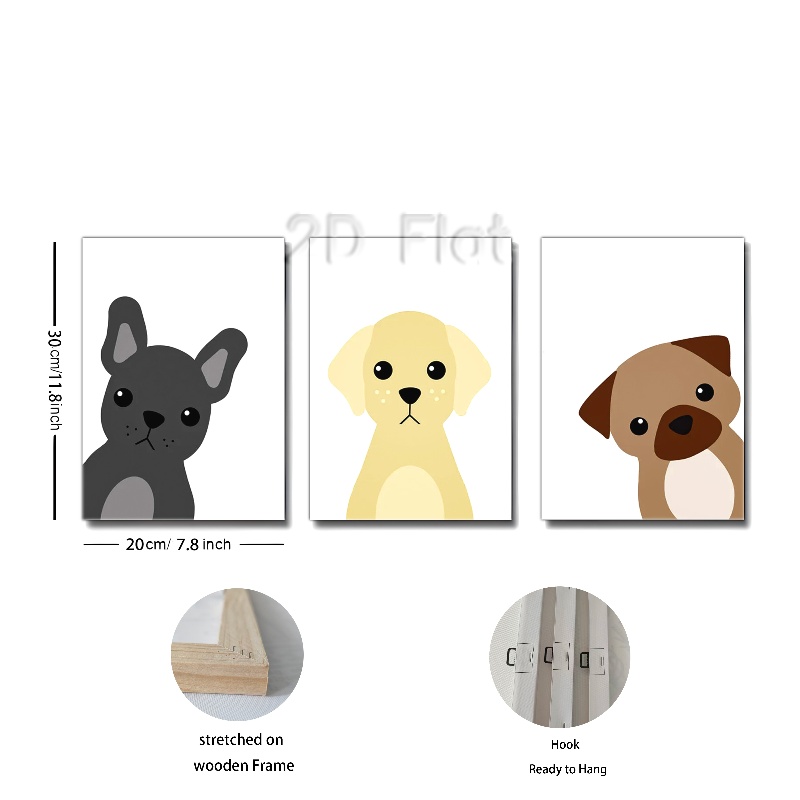 2D Flat
30cm/11.8inch
20cm/ 7.8 inch
stretched on
wooden Frame
Hook
Ready to Hang